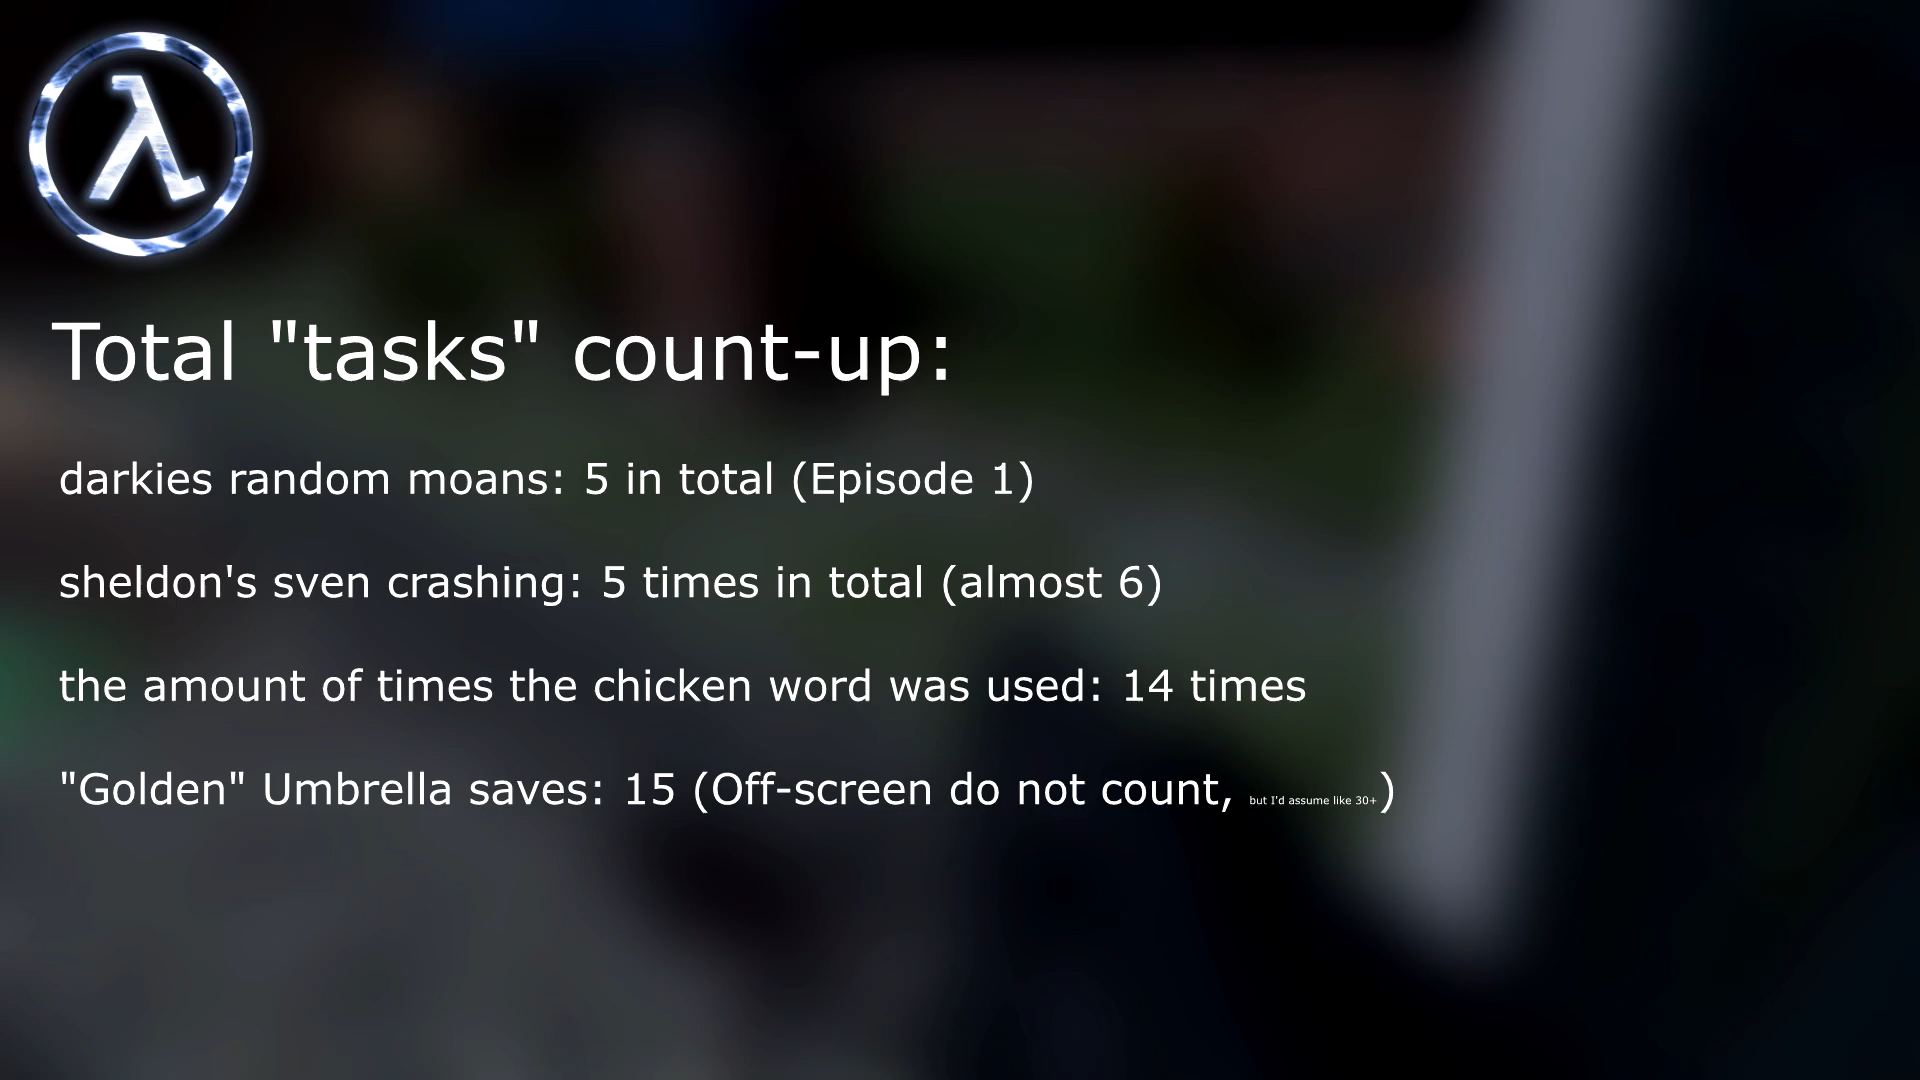 λ
Total "tasks" count-up:
darkies random moans: 5 in total (Episode 1)
sheldon's sven crashing: 5 times in total (almost 6)
the amount of times the chicken word was used: 14 times
"Golden" Umbrella saves: 15 (Off-screen do not count, but I'd assume like 30+)